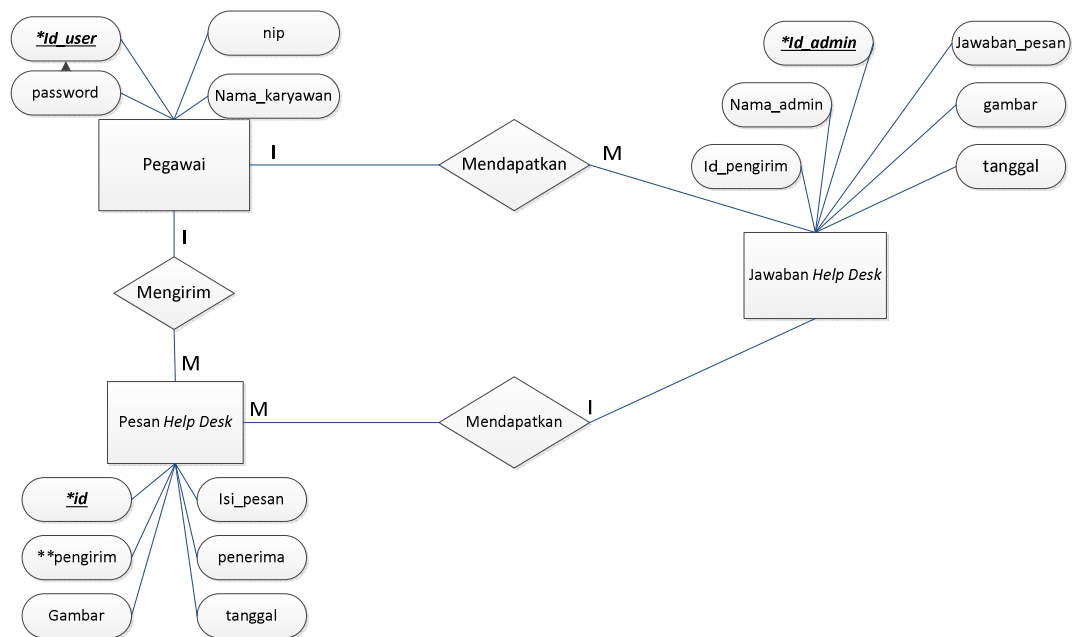 *Id_user
nip
password
Nama_karyawan
Pegawai
I
Mendapatkan
M
*Id_admin
Jawaban_pesan
Nama_admin
gambar
Id_pengirim
tanggal
Jawaban Help Desk
I
Mengirim
M
Pesan Help Desk
M
Mendapatkan
I
*id
Isi_pesan
**pengirim
penerima
Gambar
tanggal